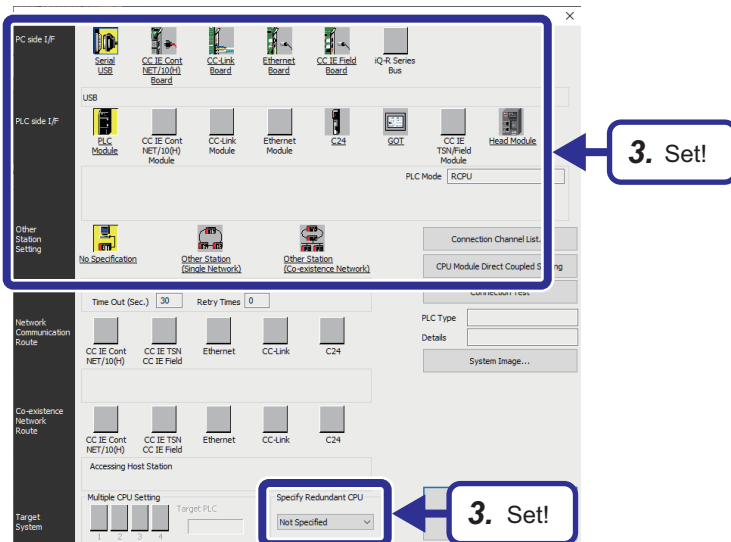 PC side I/F
Serial
USB
CC IE Cont
NET/10(H)
Board
CC-Link
Board
Ethernet
Board
CC IE Field
Board
iQ-R Series
Bus
USB
PLC side I/F
PLC
Module
CC IE Cont
NET/10(H)
Module
CC-Link
Module
Ethernet
Module
C24
GOT
CC IE
TSN/Field
Module
Head Module
3. Set!
PLC Mode RCPU
Other
Station
Setting
No Specification
Other Station
(Single Network)
Other Station
(Co-existence Network)
Connection Channel List...
CPU Module Direct Coupled Setting
Connection Test
Time Out (Sec.) 30 Retry Times 0
PLC Type
Details
System Image...
Network
Communication
Route
CC IE Cont
NET/10(H)
CC IE TSN
CC IE Field
Ethernet
CC-Link
C24
Co-existence
Network
Route
CC IE Cont
NET/10(H)
CC IE TSN
CC IE Field
Ethernet
CC-Link
C24
Accessing Host Station
Target
System
Multiple CPU Setting
Target PLC
1 2 3 4
Specify Redundant CPU
Not Specified
3. Set!